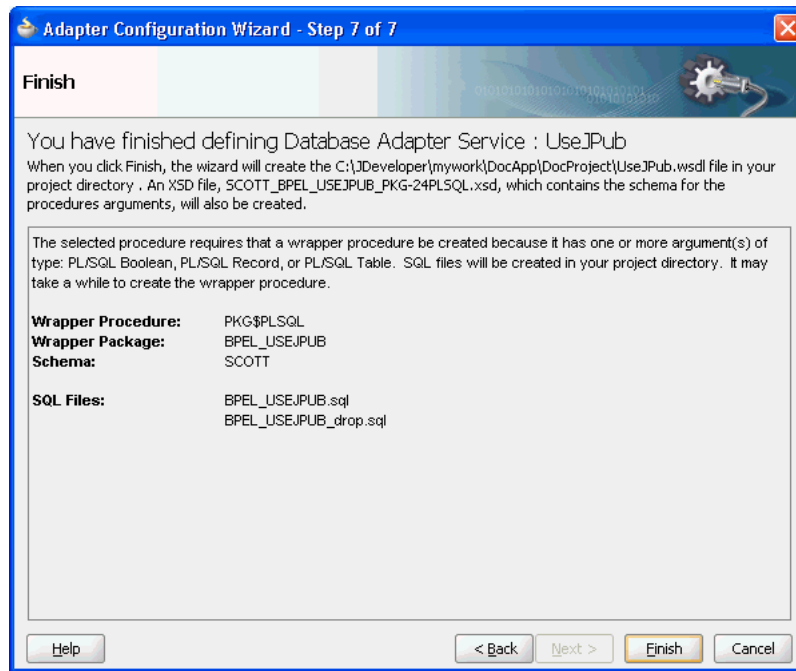 Adapter Configuration Wizard - Step 7 of 7
Finish
You have finished defining Database Adapter Service : UseJPub
When you click Finish, the wizard will create the C:\JDeveloper\mywork\DocApp\DocProject\UseJPub.wsdl file in your
project directory . An XSD file, SCOTT_BPEL_USEJPUB_PKG-24PLSQL.xsd, which contains the schema for the
procedures arguments, will also be created.
The selected procedure requires that a wrapper procedure be created because it has one or more argument(s) of
type: PL/SQL Boolean, PL/SQL Record, or PL/SQL Table. SQL files will be created in your project directory. It may
take a while to create the wrapper procedure.
Wrapper Procedure: PKG$PLSQL
Wrapper Package: BPEL_USEJPUB
Schema: SCOTT
SQL Files: BPEL_USEJPUB.sql
BPEL_USEJPUB_drop.sql
Help < Back Next > Finish Cancel